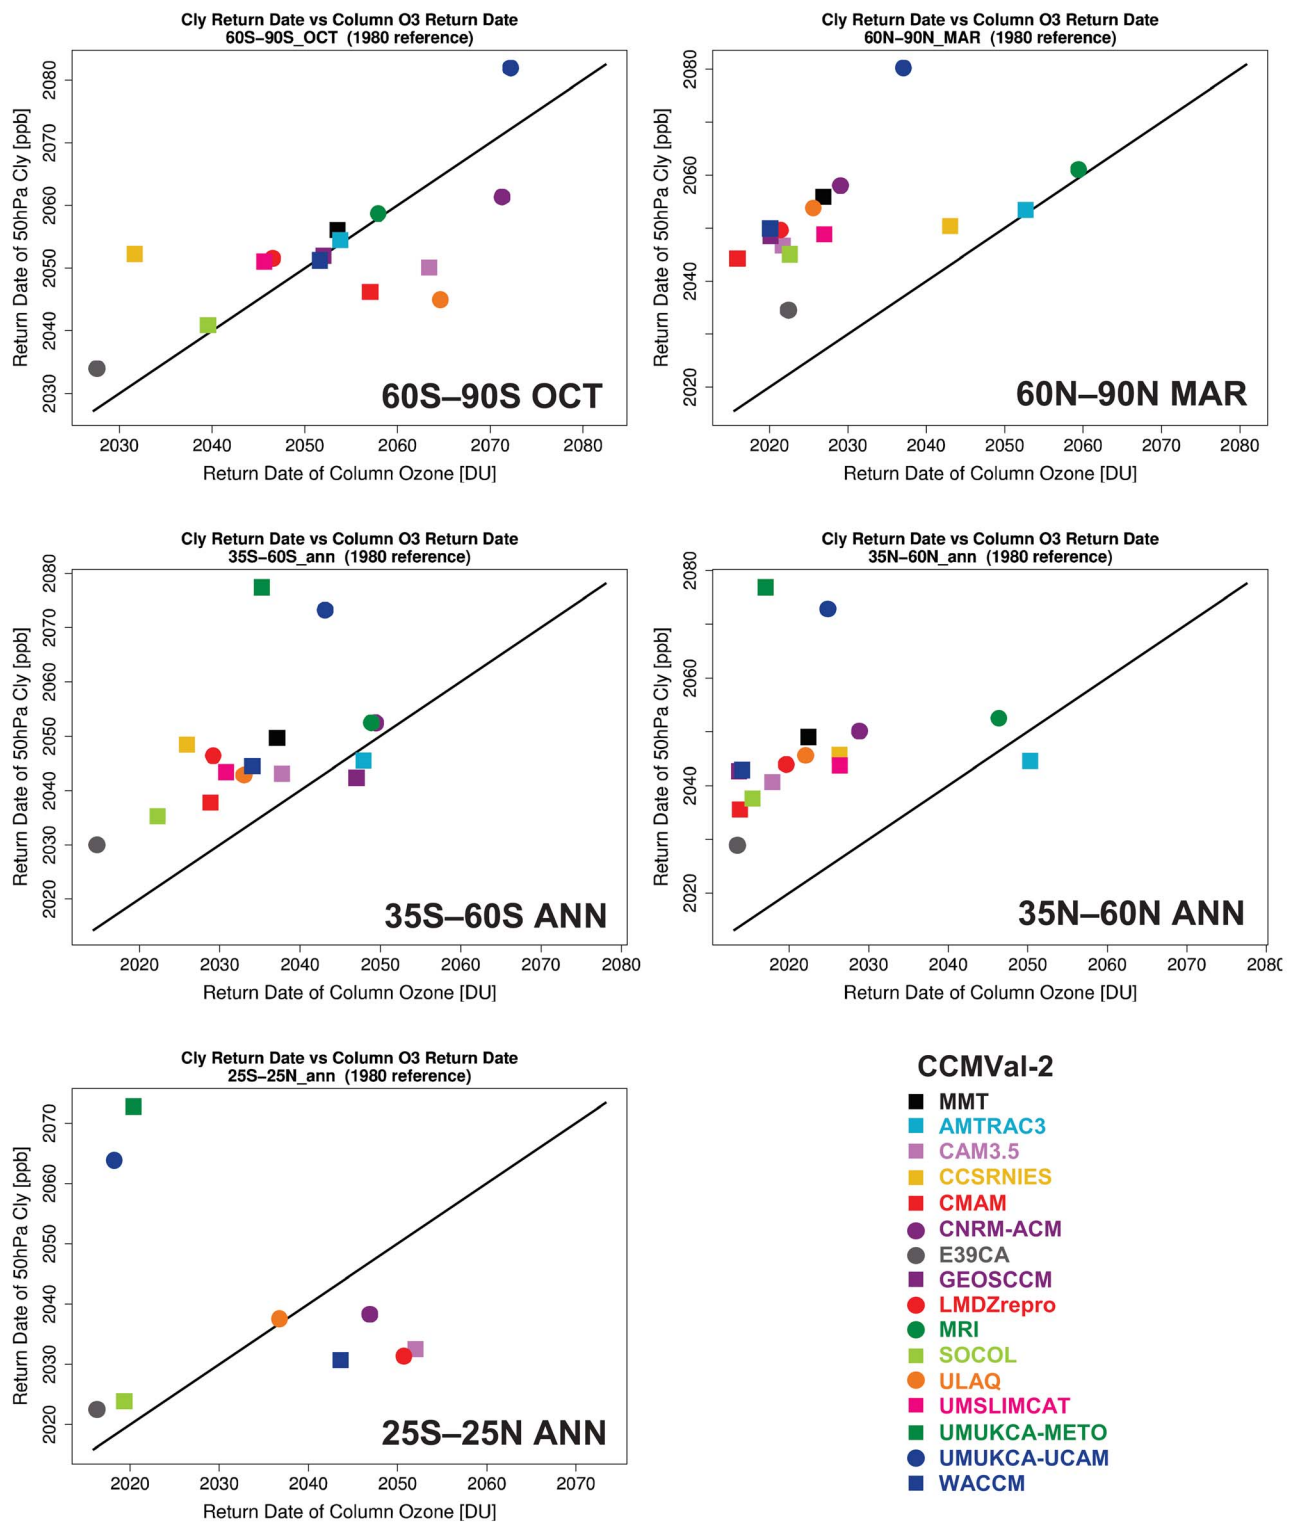 Cly Return Date vs Column O3 Return Date
60S–90S_OCT (1980 reference)
Return Date of 50hPa Cly [ppb]
2030 2040 2050 2060 2070 2080
60S–90S OCT
2030 2040 2050 2060 2070 2080
Return Date of Column Ozone [DU]
Cly Return Date vs Column O3 Return Date
60N–90N_MAR (1980 reference)
Return Date of 50hPa Cly [ppb]
2020 2040 2060 2080
60N–90N MAR
2020 2030 2040 2050 2060 2070 2080
Return Date of Column Ozone [DU]
Cly Return Date vs Column O3 Return Date
35S–60S_ann (1980 reference)
Return Date of 50hPa Cly [ppb]
2020 2030 2040 2050 2060 2070 2080
35S–60S ANN
2020 2030 2040 2050 2060 2070 2080
Return Date of Column Ozone [DU]
Cly Return Date vs Column O3 Return Date
35N–60N_ann (1980 reference)
Return Date of 50hPa Cly [ppb]
2020 2040 2060 2080
35N–60N ANN
2020 2030 2040 2050 2060 2070 2080
Return Date of Column Ozone [DU]
Cly Return Date vs Column O3 Return Date
25S–25N_ann (1980 reference)
Return Date of 50hPa Cly [ppb]
2020 2030 2040 2050 2060 2070
25S–25N ANN
2020 2030 2040 2050 2060 2070
Return Date of Column Ozone [DU]
CCMVal-2
MMT
AMTRAC3
CAM3.5
CCSRNIES
CMAM
CNRM-ACM
E39CA
GEOSCCM
LMDZrepro
MRI
SOCOL
ULAQ
UMSLIMCAT
UMUKCA-METO
UMUKCA-UCAM
WACCM